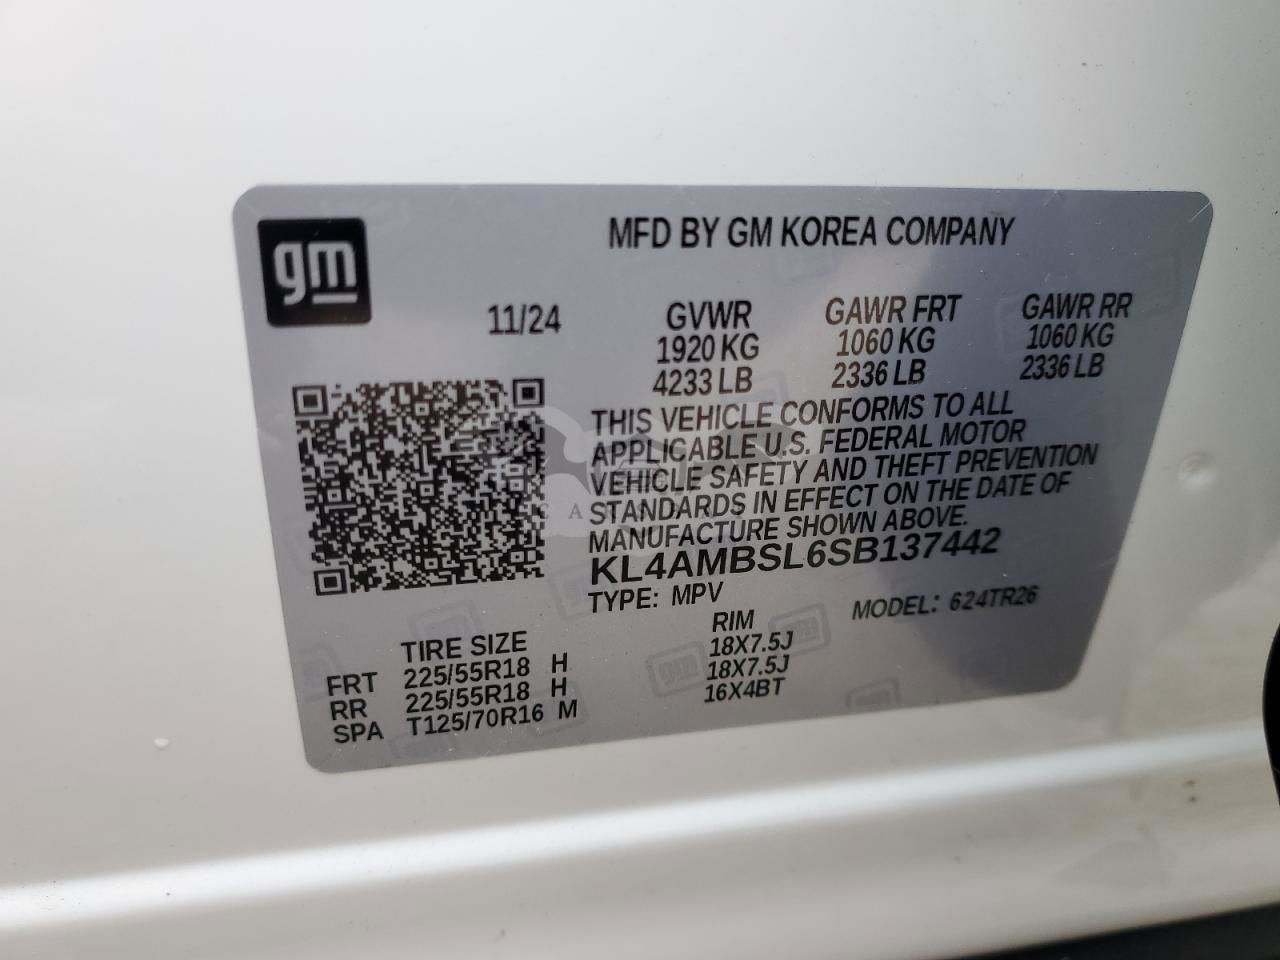 gm
MFD BY GM KOREA COMPANY
11/24 GVWR GAWR FRT GAWR RR
1920 KG 1060 KG 1060 KG
4233 LB 2336 LB 2336 LB
THIS VEHICLE CONFORMS TO ALL
APPLICABLE U.S. FEDERAL MOTOR
VEHICLE SAFETY AND THEFT PREVENTION
STANDARDS IN EFFECT ON THE DATE OF
MANUFACTURE SHOWN ABOVE.
KL4AMBSL6SB137442
TYPE: MPV MODEL: 624TR26
TIRE SIZE RIM
FRT 225/55R18 H 18X7.5J
RR 225/55R18 H 18X7.5J
SPA T125/70R16 M 16X4BT